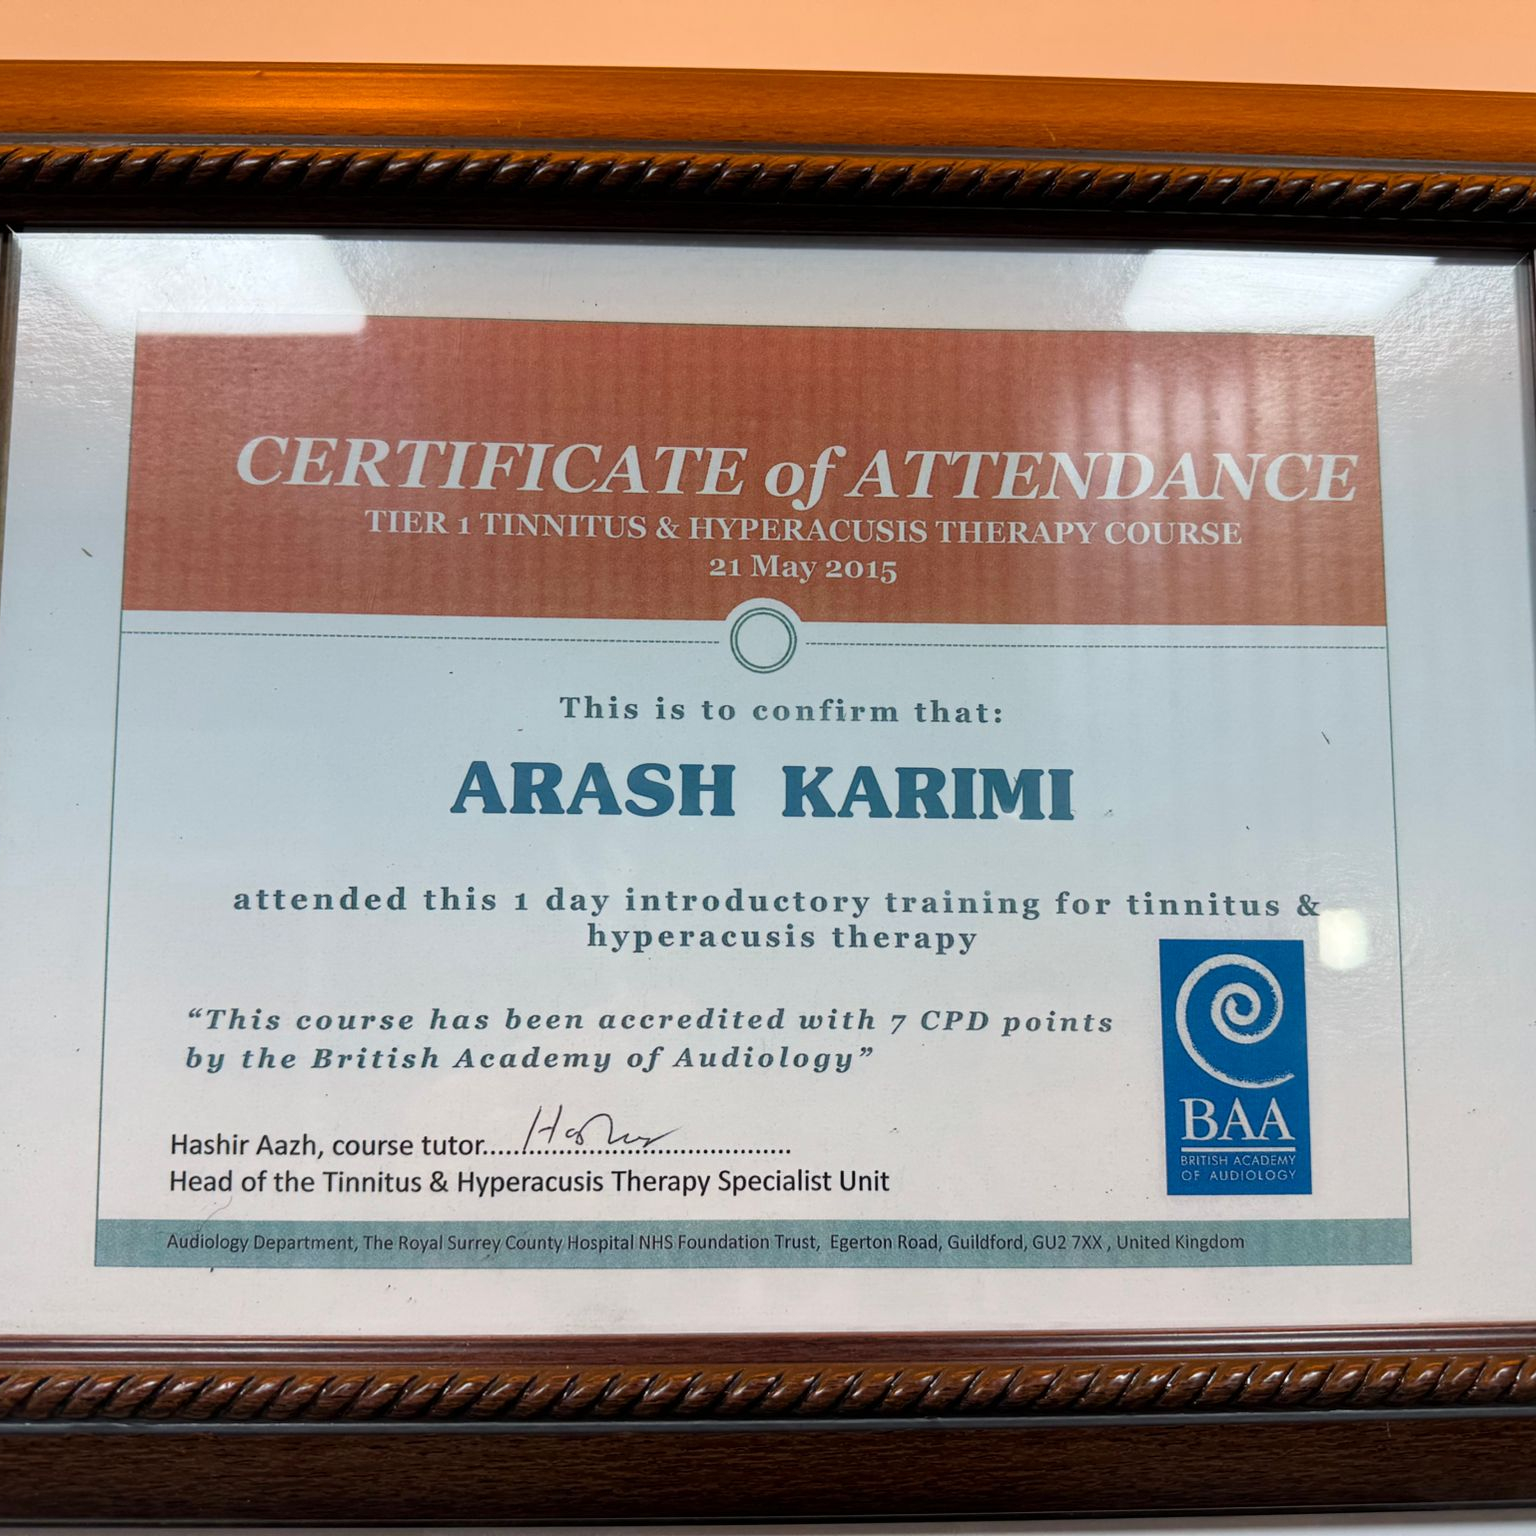 CERTIFICATE of ATTENDANCE
TIER 1 TINNITUS & HYPERACUSIS THERAPY COURSE
21 May 2015
This is to confirm that:
ARASH KARIMI
attended this 1 day introductory training for tinnitus &
hyperacusis therapy
“This course has been accredited with 7 CPD points
by the British Academy of Audiology”
Hashir Aazh, course tutor
Head of the Tinnitus & Hyperacusis Therapy Specialist Unit
BAA
BRITISH ACADEMY
OF AUDIOLOGY
Audiology Department, The Royal Surrey County Hospital NHS Foundation Trust, Egerton Road, Guildford, GU2 7XX , United Kingdom